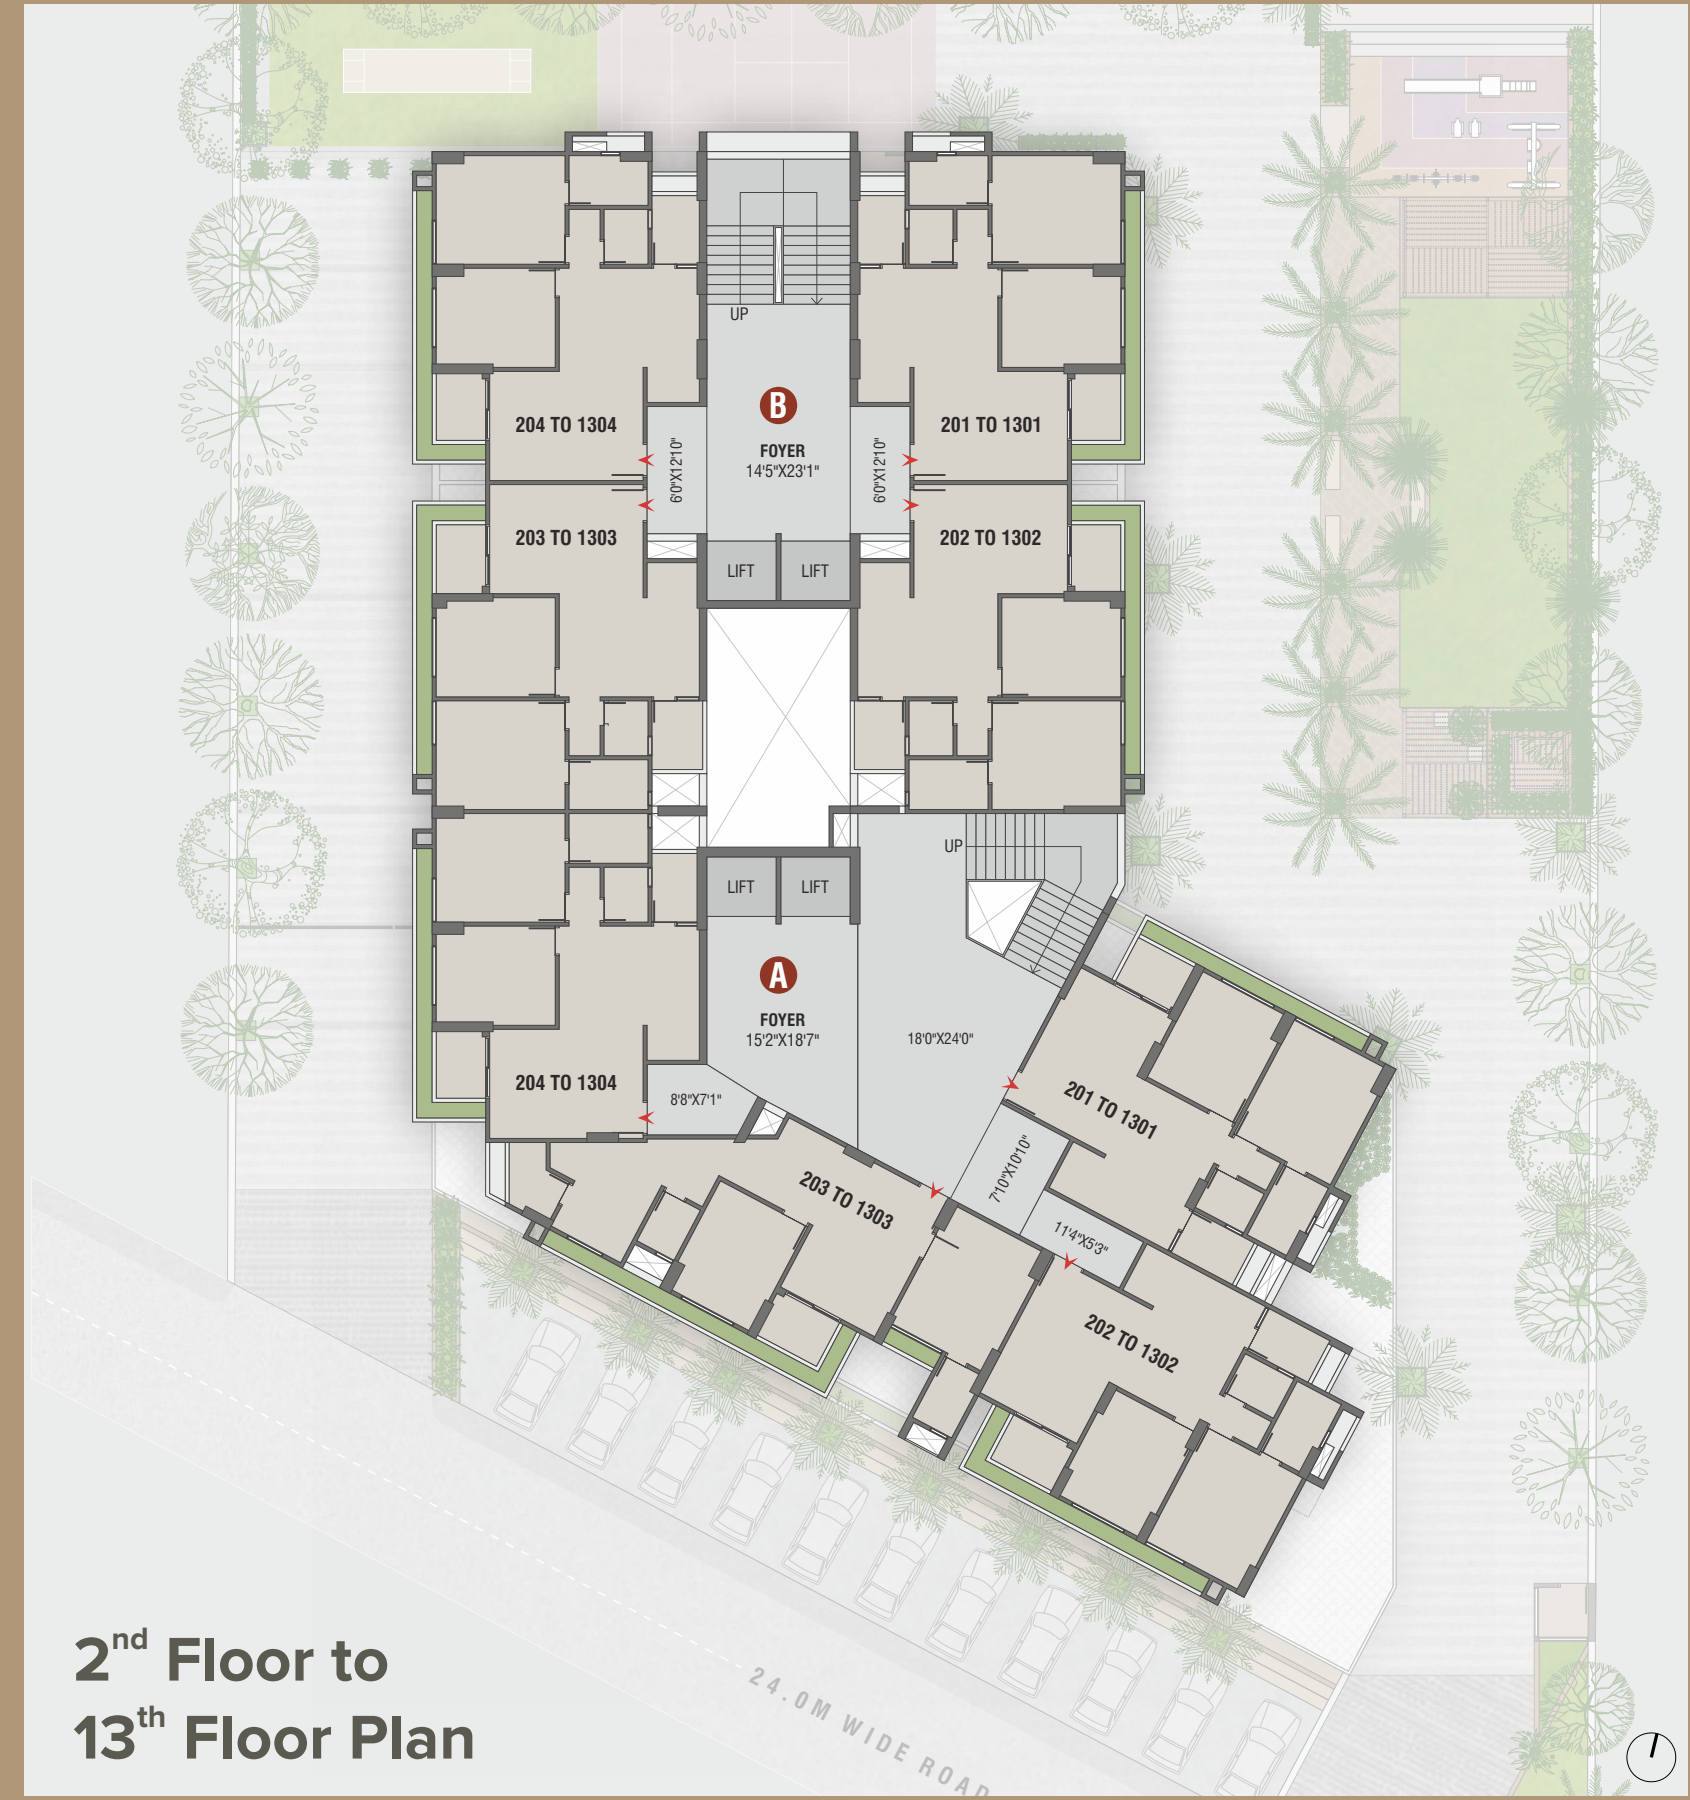 UP
B
FOYER
14'5"X23'1"
204 TO 1304
201 TO 1301
6'0"X12'10"
6'0"X12'10"
203 TO 1303
202 TO 1302
LIFT
LIFT
UP
LIFT
LIFT
A
FOYER
15'2"X18'7"
18'0"X24'0"
204 TO 1304
8'8"X7'1"
201 TO 1301
7'10"X10'10"
203 TO 1303
11'4"X5'3"
202 TO 1302
2nd Floor to
13th Floor Plan
24.0M WIDE ROAD